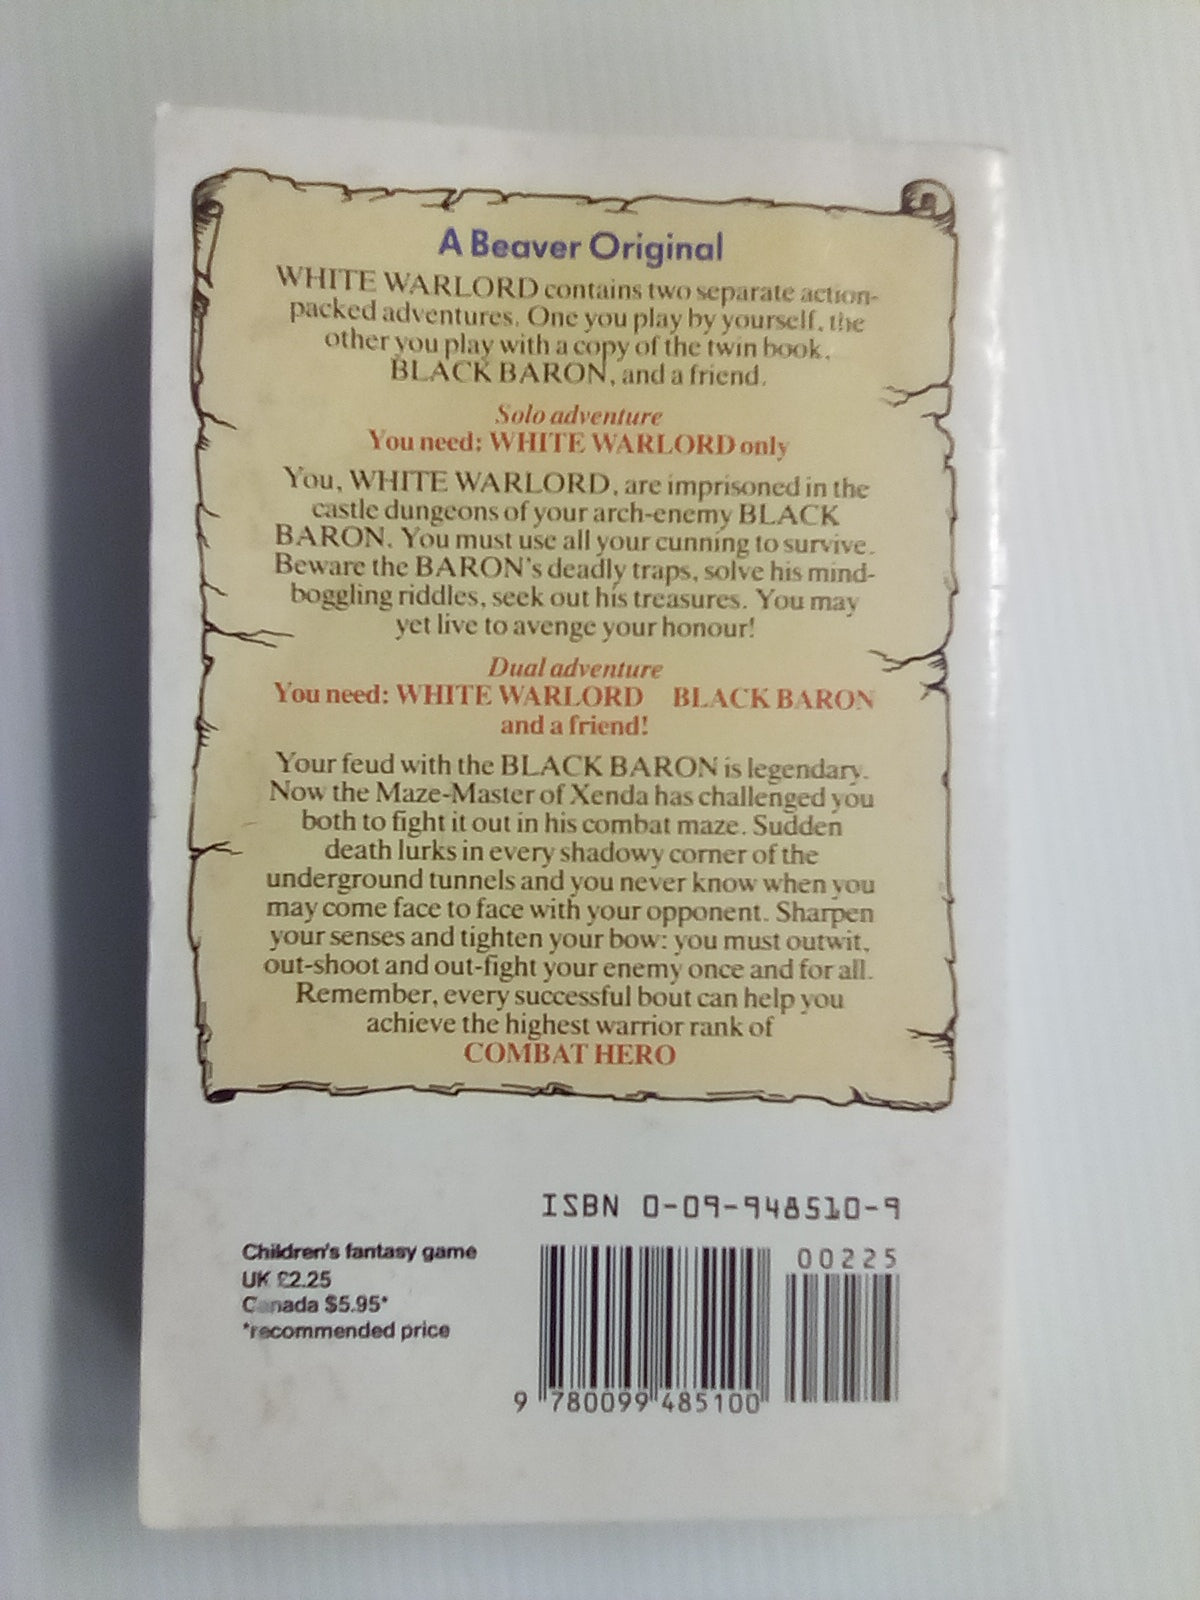 A Beaver Original
WHITE WARLORD contains two separate action-
packed adventures. One you play by yourself, the
other you play with a copy of the twin book,
BLACK BARON, and a friend.
Solo adventure
You need: WHITE WARLORD only
You, WHITE WARLORD, are imprisoned in the
castle dungeons of your arch-enemy BLACK
BARON. You must use all your cunning to survive.
Beware the BARON's deadly traps, solve his mind-
boggling riddles, seek out his treasures. You may
yet live to avenge your honour!
Dual adventure
You need: WHITE WARLORD BLACK BARON
and a friend!
Your feud with the BLACK BARON is legendary.
Now the Maze-Master of Xenda has challenged you
both to fight it out in his combat maze. Sudden
death lurks in every shadowy corner of the
underground tunnels and you never know when you
may come face to face with your opponent. Sharpen
your senses and tighten your bow: you must outwit,
out-shoot and out-fight your enemy once and for all.
Remember, every successful bout can help you
achieve the highest warrior rank of
COMBAT HERO
ISBN 0-09-948510-9
Children's fantasy game
UK £2.25
Canada $5.95*
*recommended price
00225
9 780099 485100